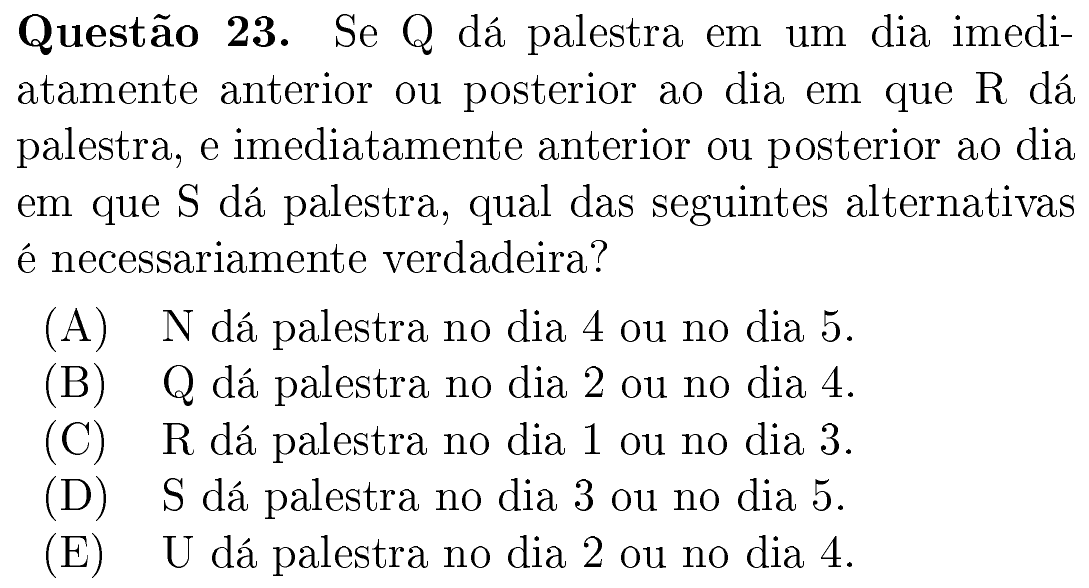 Questão 23. Se Q dá palestra em um dia imedi-
atamente anterior ou posterior ao dia em que R dá
palestra, e imediatamente anterior ou posterior ao dia
em que S dá palestra, qual das seguintes alternativas
é necessariamente verdadeira?
(A) N dá palestra no dia 4 ou no dia 5.
(B) Q dá palestra no dia 2 ou no dia 4.
(C) R dá palestra no dia 1 ou no dia 3.
(D) S dá palestra no dia 3 ou no dia 5.
(E) U dá palestra no dia 2 ou no dia 4.